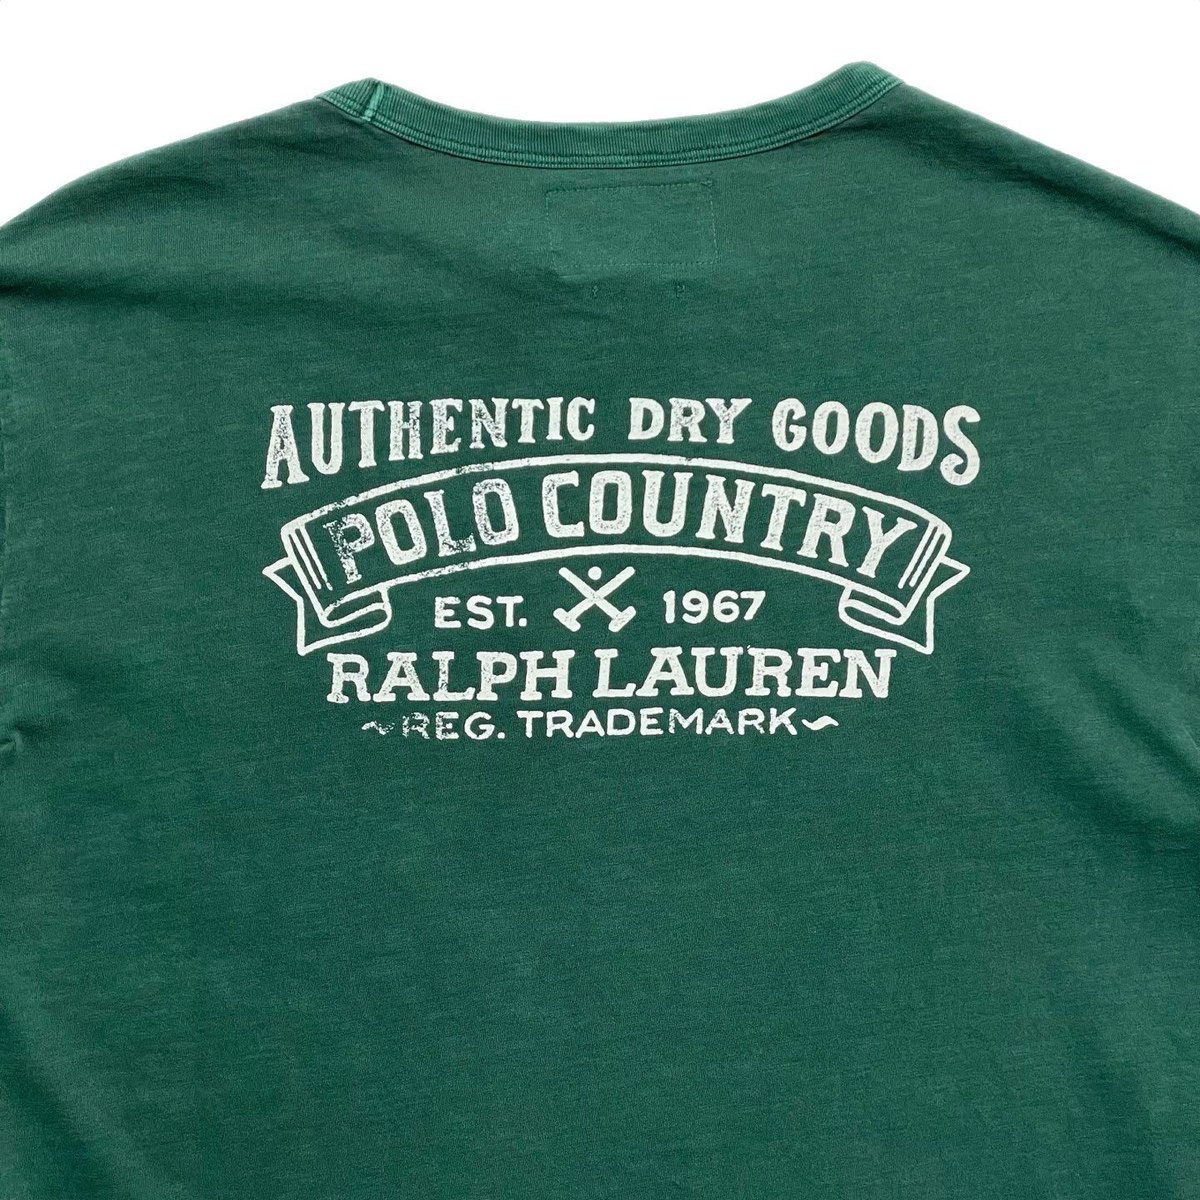 AUTHENTIC DRY GOODS
POLO COUNTRY
EST. 1967
RALPH LAUREN
~REG. TRADEMARK~